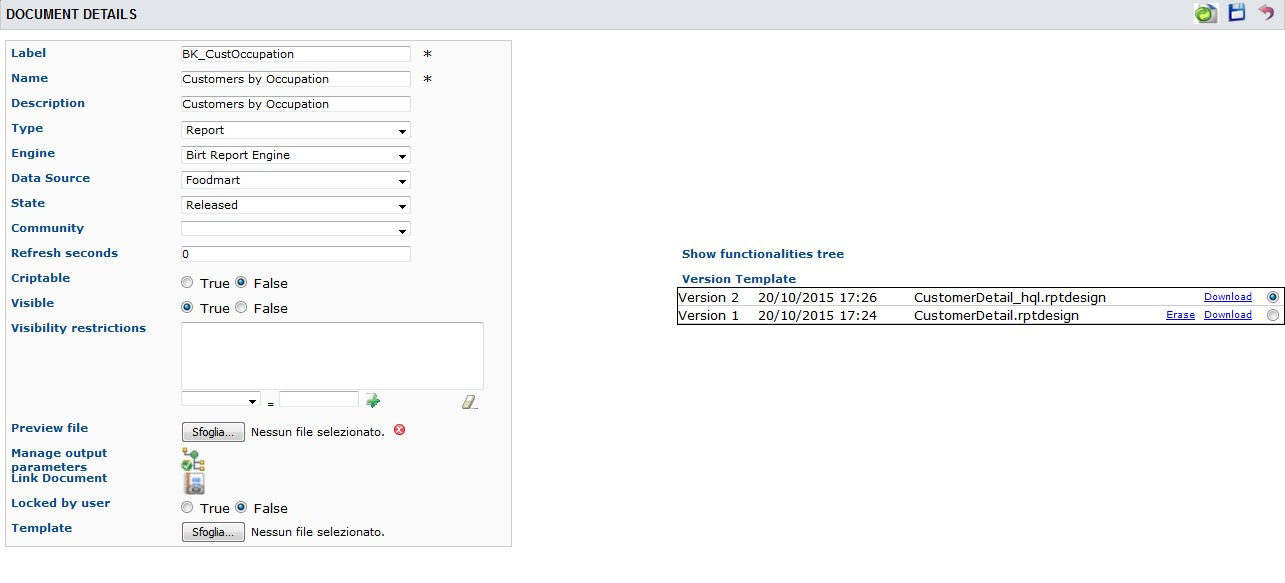 DOCUMENT DETAILS
Label BK_CustOccupation *
Name Customers by Occupation *
Description Customers by Occupation
Type Report
Engine Birt Report Engine
Data Source Foodmart
State Released
Community
Refresh seconds 0
Criptable True False
Visible True False
Visibility restrictions
=
Preview file Sfoglia... Nessun file selezionato.
Manage output
parameters
Link Document
Locked by user True False
Template Sfoglia... Nessun file selezionato.
Show functionalities tree
Version Template
Version 2 20/10/2015 17:26 CustomerDetail_hql.rptdesign Download
Version 1 20/10/2015 17:24 CustomerDetail.rptdesign Erase Download